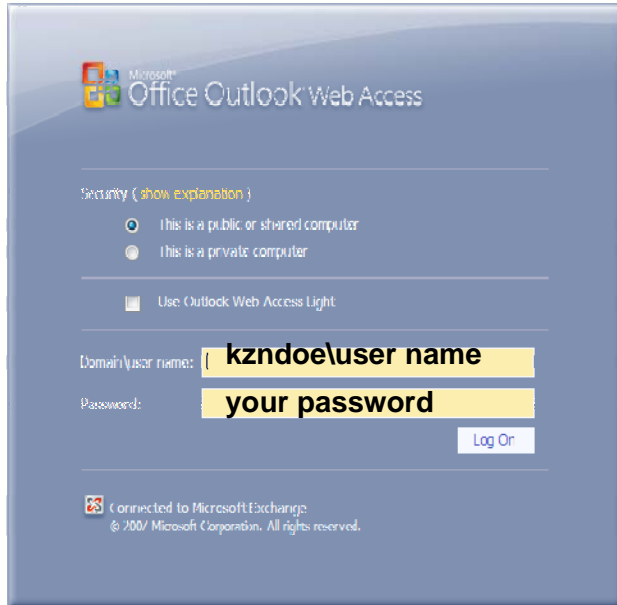 Microsoft®
Office Outlook® Web Access
Security ( show explanation )
This is a public or shared computer
This is a private computer
Use Outlook Web Access Light
Domain\user name: kzndoe\user name
Password: your password
Log On
Connected to Microsoft Exchange
© 2007 Microsoft Corporation. All rights reserved.